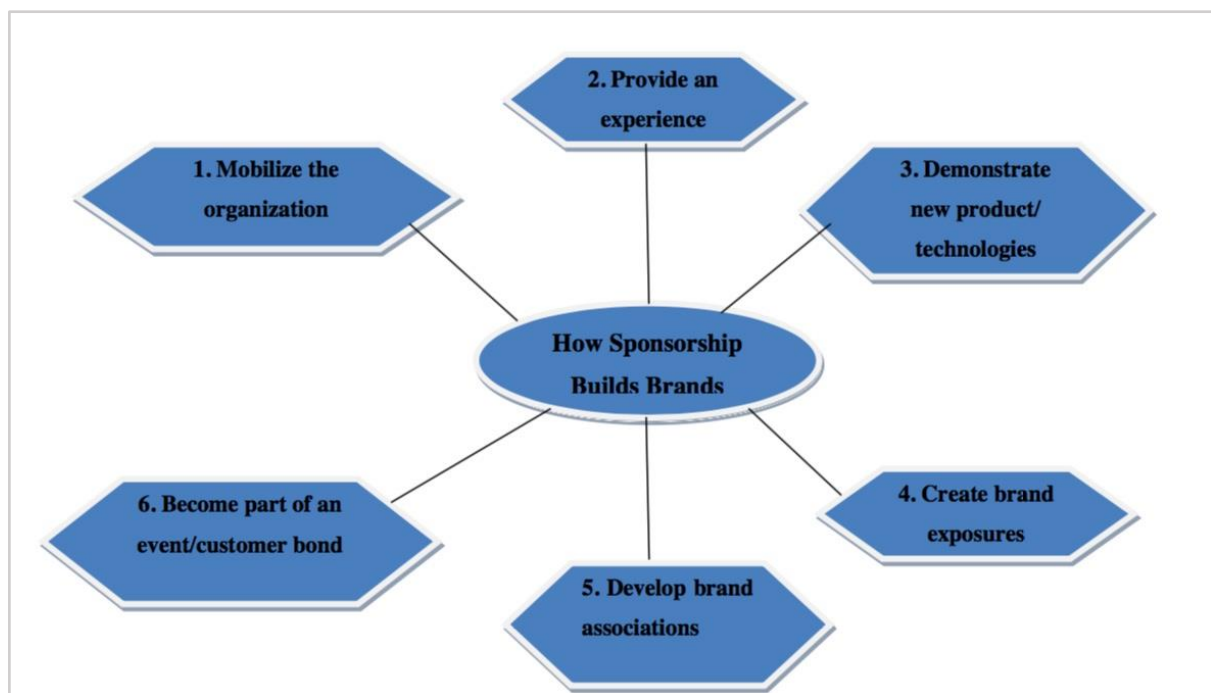 1. Mobilize the
organization
2. Provide an
experience
3. Demonstrate
new product/
technologies
How Sponsorship
Builds Brands
4. Create brand
exposures
5. Develop brand
associations
6. Become part of an
event/customer bond